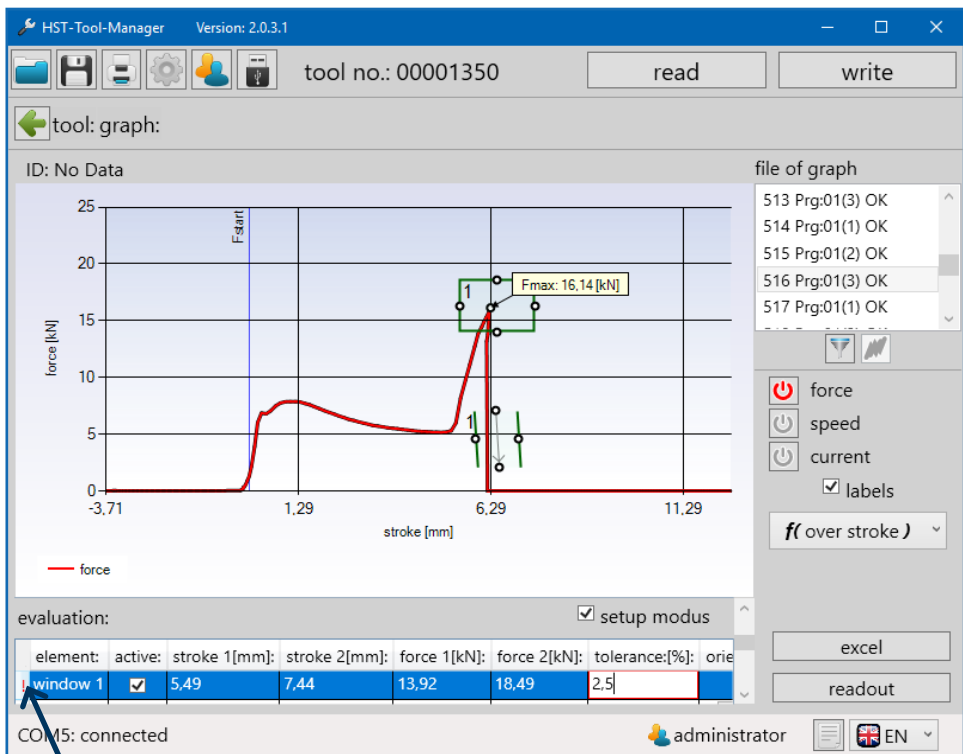 HST-Tool-Manager Version: 2.0.3.1
tool no.: 00001350 read write
tool: graph:
ID: No Data
file of graph
513 Prg:01(3) OK
514 Prg:01(1) OK
515 Prg:01(2) OK
516 Prg:01(3) OK
517 Prg:01(1) OK
25
20
15
10
5
0
force [kN]
Fstart
1
Fmax: 16,14 [kN]
1
-3,71 1,29 6,29 11,29
stroke [mm]
force
force
speed
current
labels
f( over stroke )
evaluation: setup modus
element: active: stroke 1[mm]: stroke 2[mm]: force 1[kN]: force 2[kN]: tolerance:[%]: orie
! window 1 5,49 7,44 13,92 18,49 2,5
excel
readout
COM5: connected administrator EN